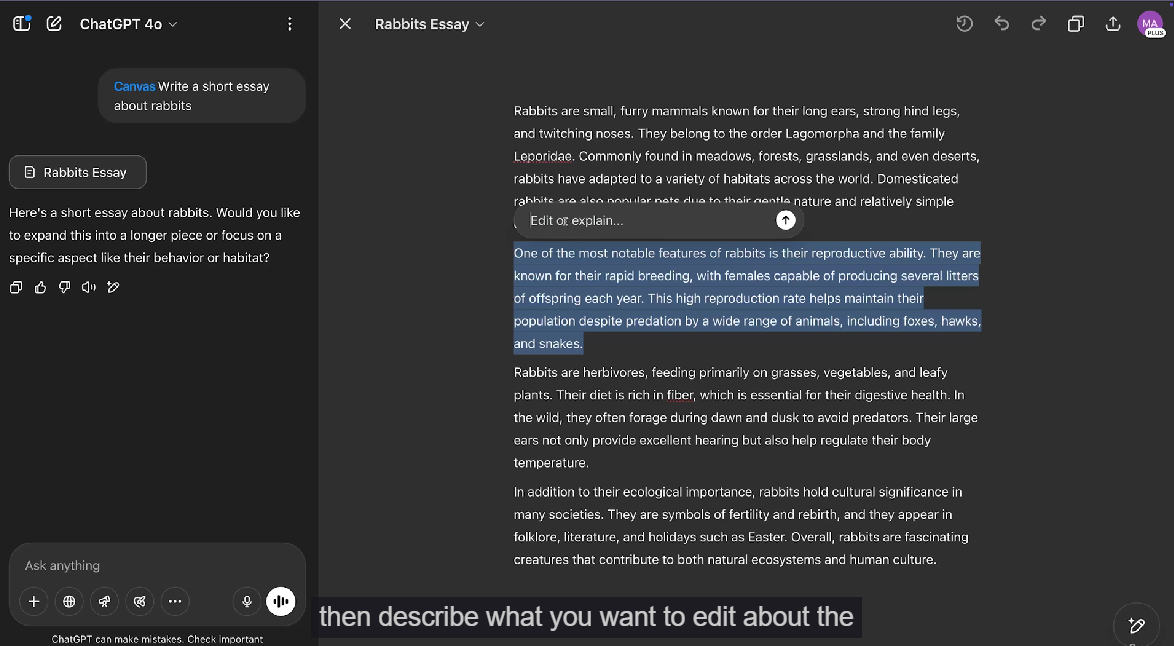 ChatGPT 4o
Canvas Write a short essay
about rabbits
Rabbits Essay
Here's a short essay about rabbits. Would you like
to expand this into a longer piece or focus on a
specific aspect like their behavior or habitat?
Ask anything
ChatGPT can make mistakes. Check important
Rabbits Essay
MA
PLUS
Rabbits are small, furry mammals known for their long ears, strong hind legs,
and twitching noses. They belong to the order Lagomorpha and the family
Leporidae. Commonly found in meadows, forests, grasslands, and even deserts,
rabbits have adapted to a variety of habitats across the world. Domesticated
rabbits are also popular pets due to their gentle nature and relatively simple
Edit or explain...
One of the most notable features of rabbits is their reproductive ability. They are
known for their rapid breeding, with females capable of producing several litters
of offspring each year. This high reproduction rate helps maintain their
population despite predation by a wide range of animals, including foxes, hawks,
and snakes.
Rabbits are herbivores, feeding primarily on grasses, vegetables, and leafy
plants. Their diet is rich in fiber, which is essential for their digestive health. In
the wild, they often forage during dawn and dusk to avoid predators. Their large
ears not only provide excellent hearing but also help regulate their body
temperature.
In addition to their ecological importance, rabbits hold cultural significance in
many societies. They are symbols of fertility and rebirth, and they appear in
folklore, literature, and holidays such as Easter. Overall, rabbits are fascinating
creatures that contribute to both natural ecosystems and human culture.
then describe what you want to edit about the